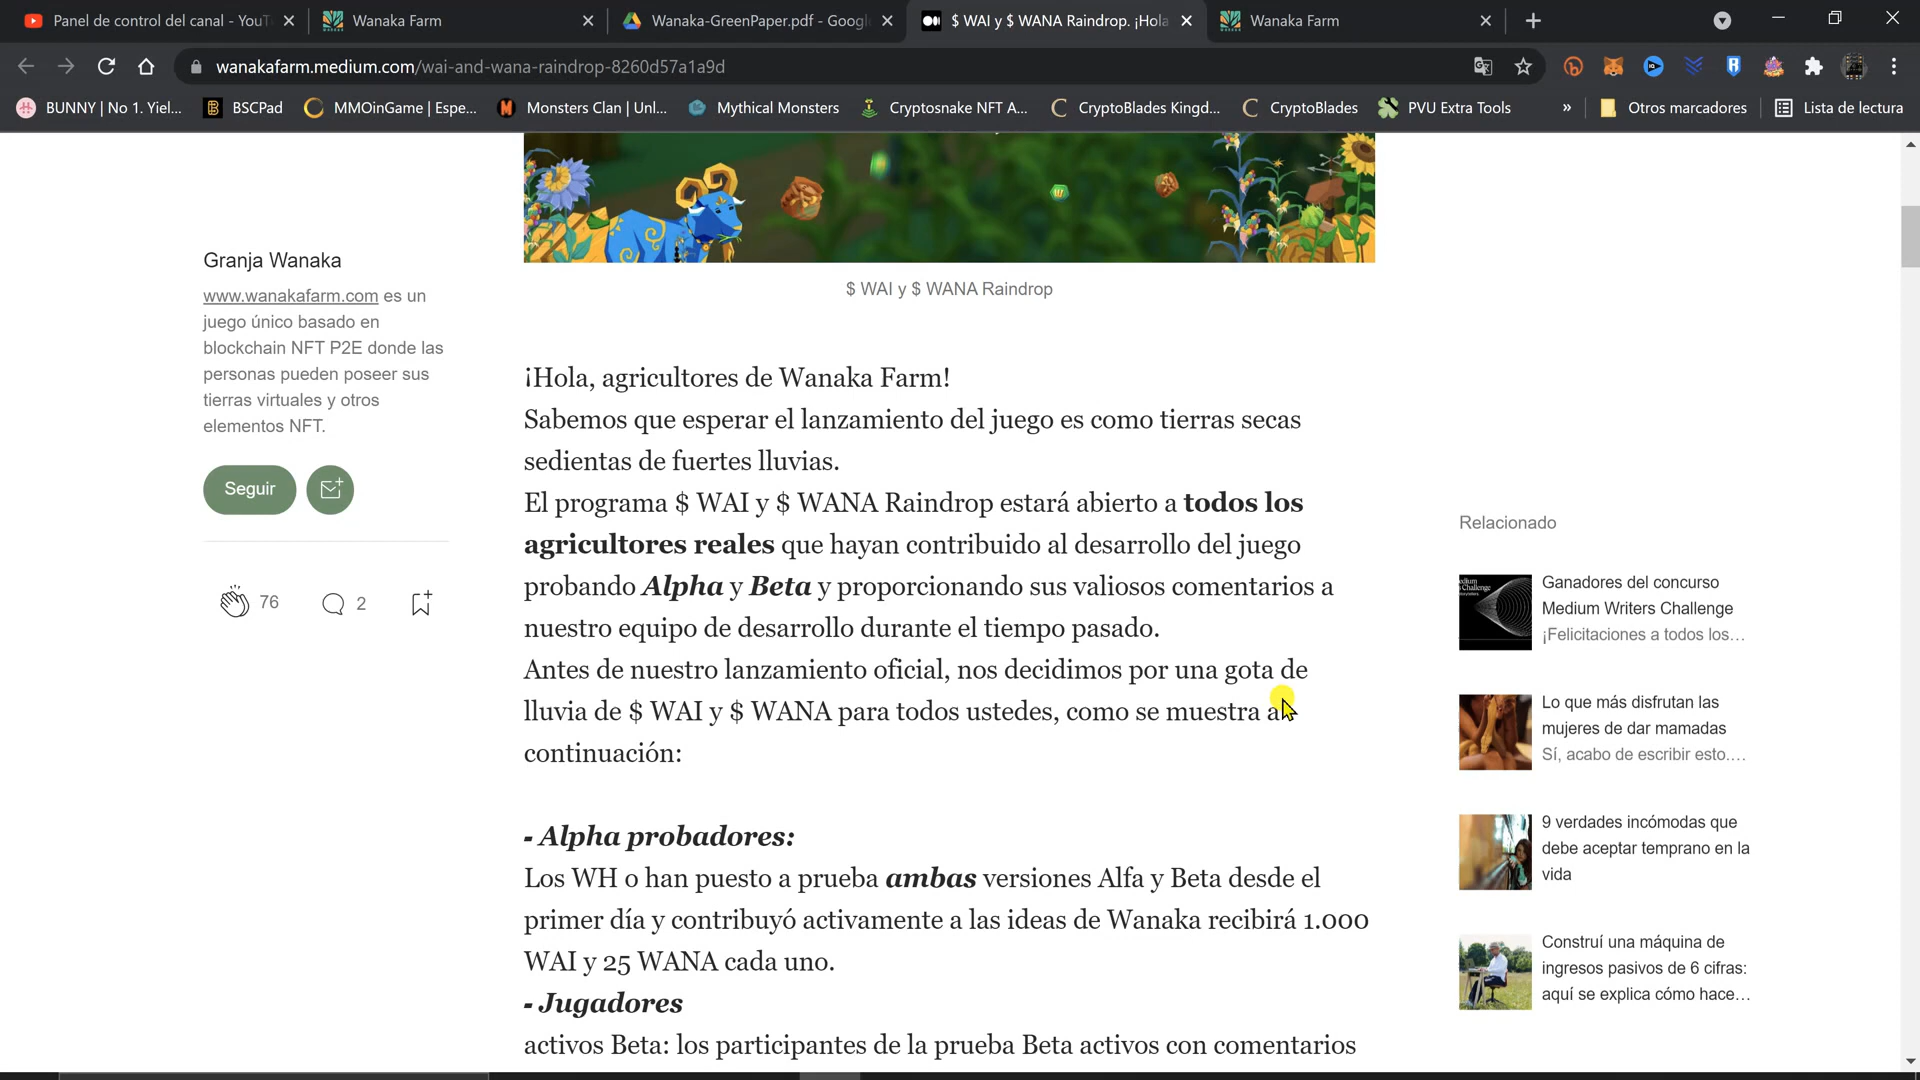 Panel de control del canal - YouT
Wanaka Farm
Wanaka-GreenPaper.pdf - Googl
$ WAI y $ WANA Raindrop. ¡Hola
Wanaka Farm
wanakafarm.medium.com/wai-and-wana-raindrop-8260d57a1a9d
BUNNY | No 1. Yiel...
BSCPad
MMOinGame | Espe...
Monsters Clan | Unl...
Mythical Monsters
Cryptosnake NFT A...
CryptoBlades Kingd...
CryptoBlades
PVU Extra Tools
»
Otros marcadores
Lista de lectura
$ WAI y $ WANA Raindrop
Granja Wanaka
www.wanakafarm.com es un
juego único basado en
blockchain NFT P2E donde las
personas pueden poseer sus
tierras virtuales y otros
elementos NFT.
Seguir
76
2
¡Hola, agricultores de Wanaka Farm!
Sabemos que esperar el lanzamiento del juego es como tierras secas
sedientas de fuertes lluvias.
El programa $ WAI y $ WANA Raindrop estará abierto a todos los
agricultores reales que hayan contribuido al desarrollo del juego
probando Alpha y Beta y proporcionando sus valiosos comentarios a
nuestro equipo de desarrollo durante el tiempo pasado.
Antes de nuestro lanzamiento oficial, nos decidimos por una gota de
lluvia de $ WAI y $ WANA para todos ustedes, como se muestra a
continuación:
- Alpha probadores:
Los WH o han puesto a prueba ambas versiones Alfa y Beta desde el
primer día y contribuyó activamente a las ideas de Wanaka recibirá 1.000
WAI y 25 WANA cada uno.
- Jugadores
activos Beta: los participantes de la prueba Beta activos con comentarios
Relacionado
Ganadores del concurso
Medium Writers Challenge
¡Felicitaciones a todos los...
Lo que más disfrutan las
mujeres de dar mamadas
Sí, acabo de escribir esto....
9 verdades incómodas que
debe aceptar temprano en la
vida
Construí una máquina de
ingresos pasivos de 6 cifras:
aquí se explica cómo hace...